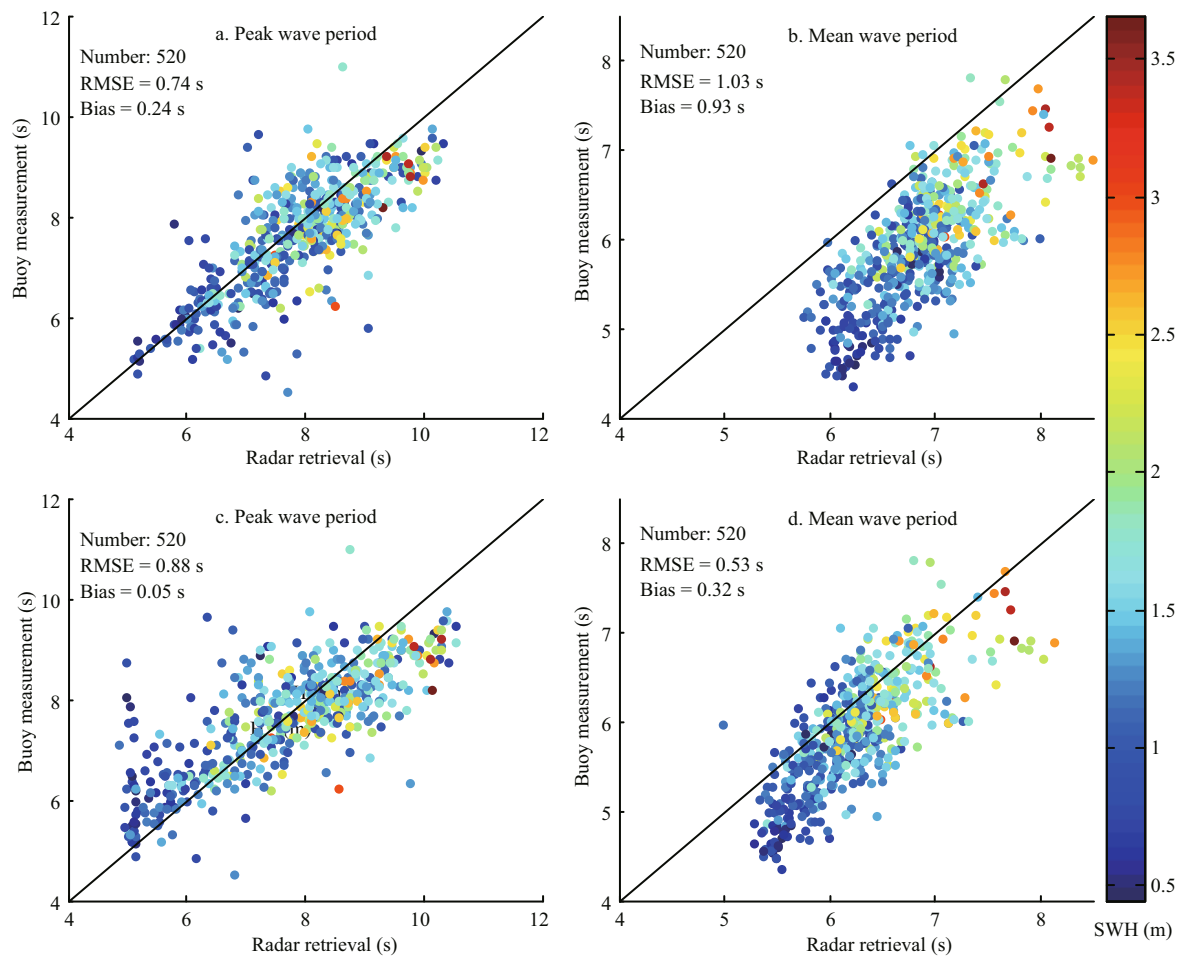 a. Peak wave period
Number: 520
RMSE = 0.74 s
Bias = 0.24 s
12
10
8
6
4
4
6
8
10
12
Buoy measurement (s)
Radar retrieval (s)
b. Mean wave period
Number: 520
RMSE = 1.03 s
Bias = 0.93 s
8
7
6
5
4
4
5
6
7
8
Buoy measurement (s)
Radar retrieval (s)
c. Peak wave period
Number: 520
RMSE = 0.88 s
Bias = 0.05 s
12
10
8
6
4
4
6
8
10
12
Buoy measurement (s)
Radar retrieval (s)
d. Mean wave period
Number: 520
RMSE = 0.53 s
Bias = 0.32 s
8
7
6
5
4
4
5
6
7
8
Buoy measurement (s)
Radar retrieval (s)
3.5
3
2.5
2
1.5
1
0.5
SWH (m)